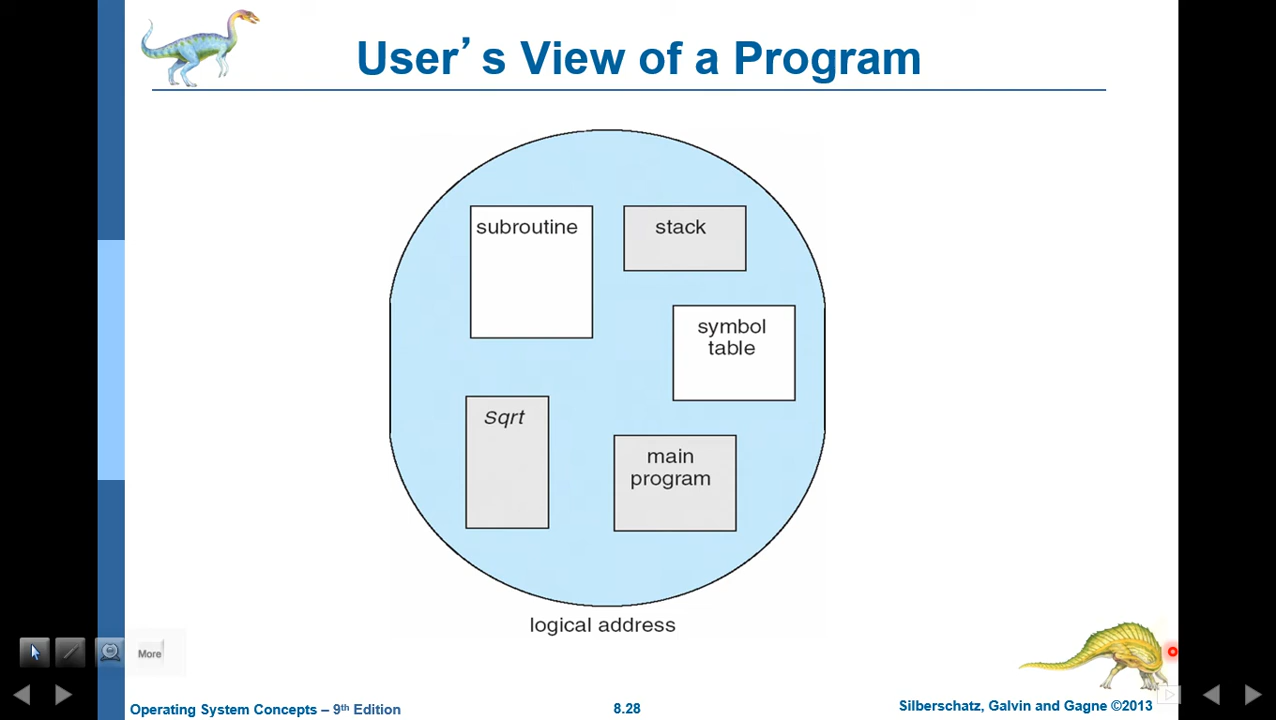 User’s View of a Program
subroutine
stack
symbol
table
Sqrt
main
program
logical address
More
Operating System Concepts – 9th Edition
8.28
Silberschatz, Galvin and Gagne ©2013